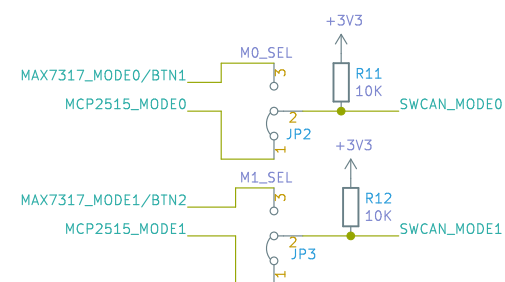 +3V3
M0_SEL
MAX7317_MODE0/BTN1
3
R11
10K
MCP2515_MODE0
SWCAN_MODE0
2
JP2
1
+3V3
M1_SEL
MAX7317_MODE1/BTN2
3
R12
10K
MCP2515_MODE1
SWCAN_MODE1
2
JP3
1